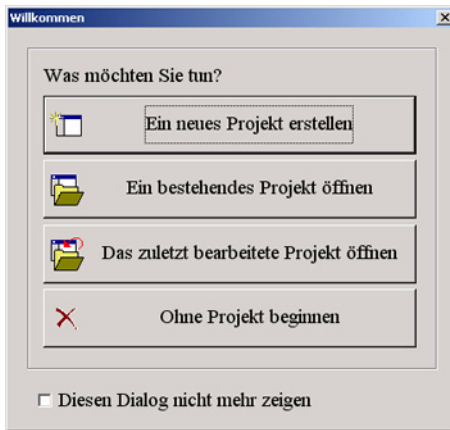 Willkommen
Was möchten Sie tun?
Ein neues Projekt erstellen
Ein bestehendes Projekt öffnen
Das zuletzt bearbeitete Projekt öffnen
Ohne Projekt beginnen
Diesen Dialog nicht mehr zeigen